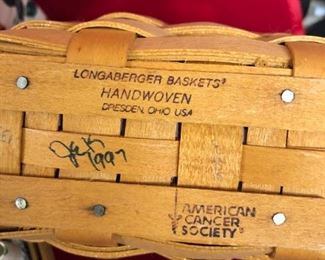 LONGABERGER BASKETS®
HANDWOVEN
DRESDEN, OHIO USA
1997
AMERICAN
CANCER
SOCIETY®